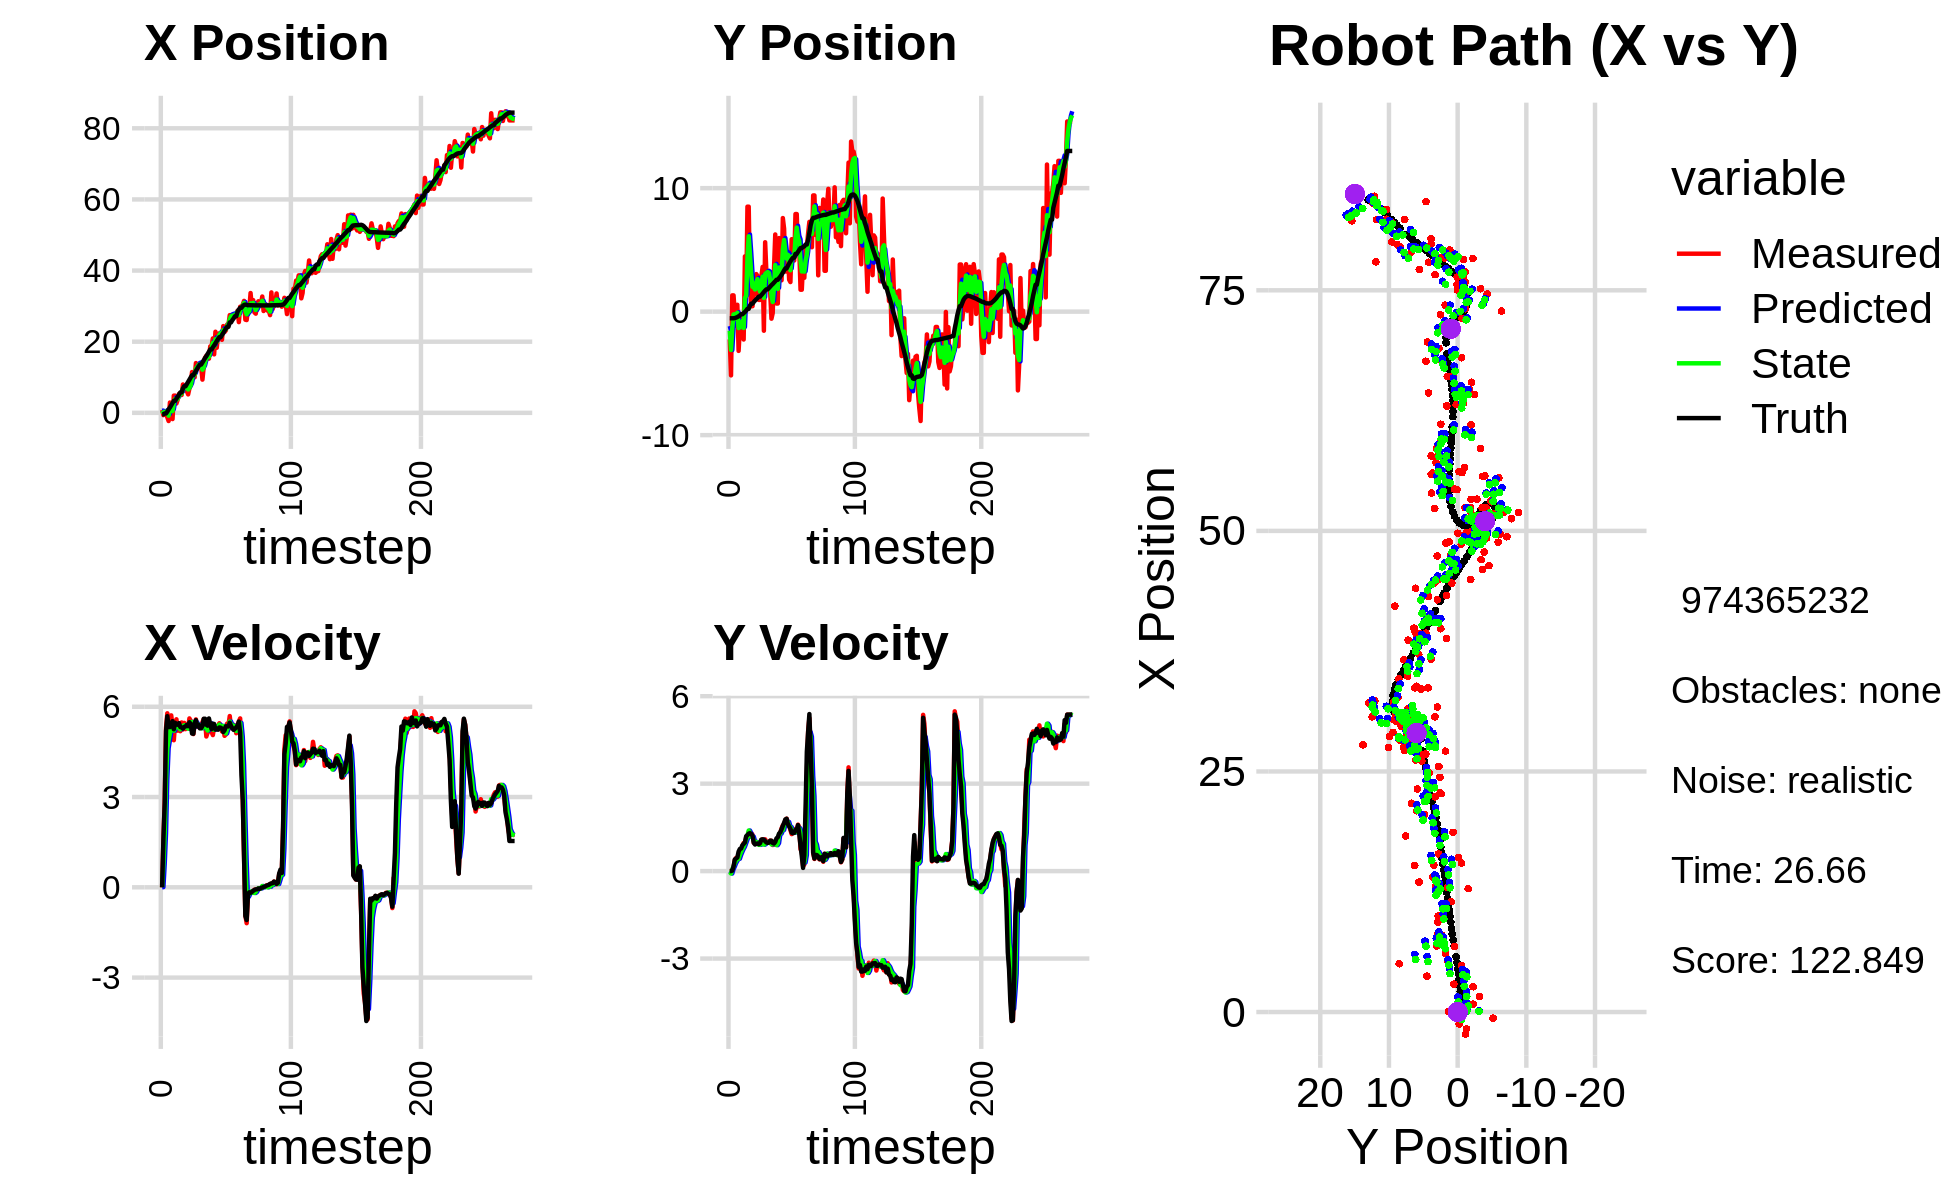 X Position
80
60
40
20
0
0
100
200
timestep
Y Position
10
0
-10
0
100
200
timestep
X Velocity
6
3
0
-3
0
100
200
timestep
Y Velocity
6
3
0
-3
0
100
200
timestep
Robot Path (X vs Y)
X Position
75
50
25
0
20 10 0 -10 -20
Y Position
variable
Measured
Predicted
State
Truth
974365232
Obstacles: none
Noise: realistic
Time: 26.66
Score: 122.849